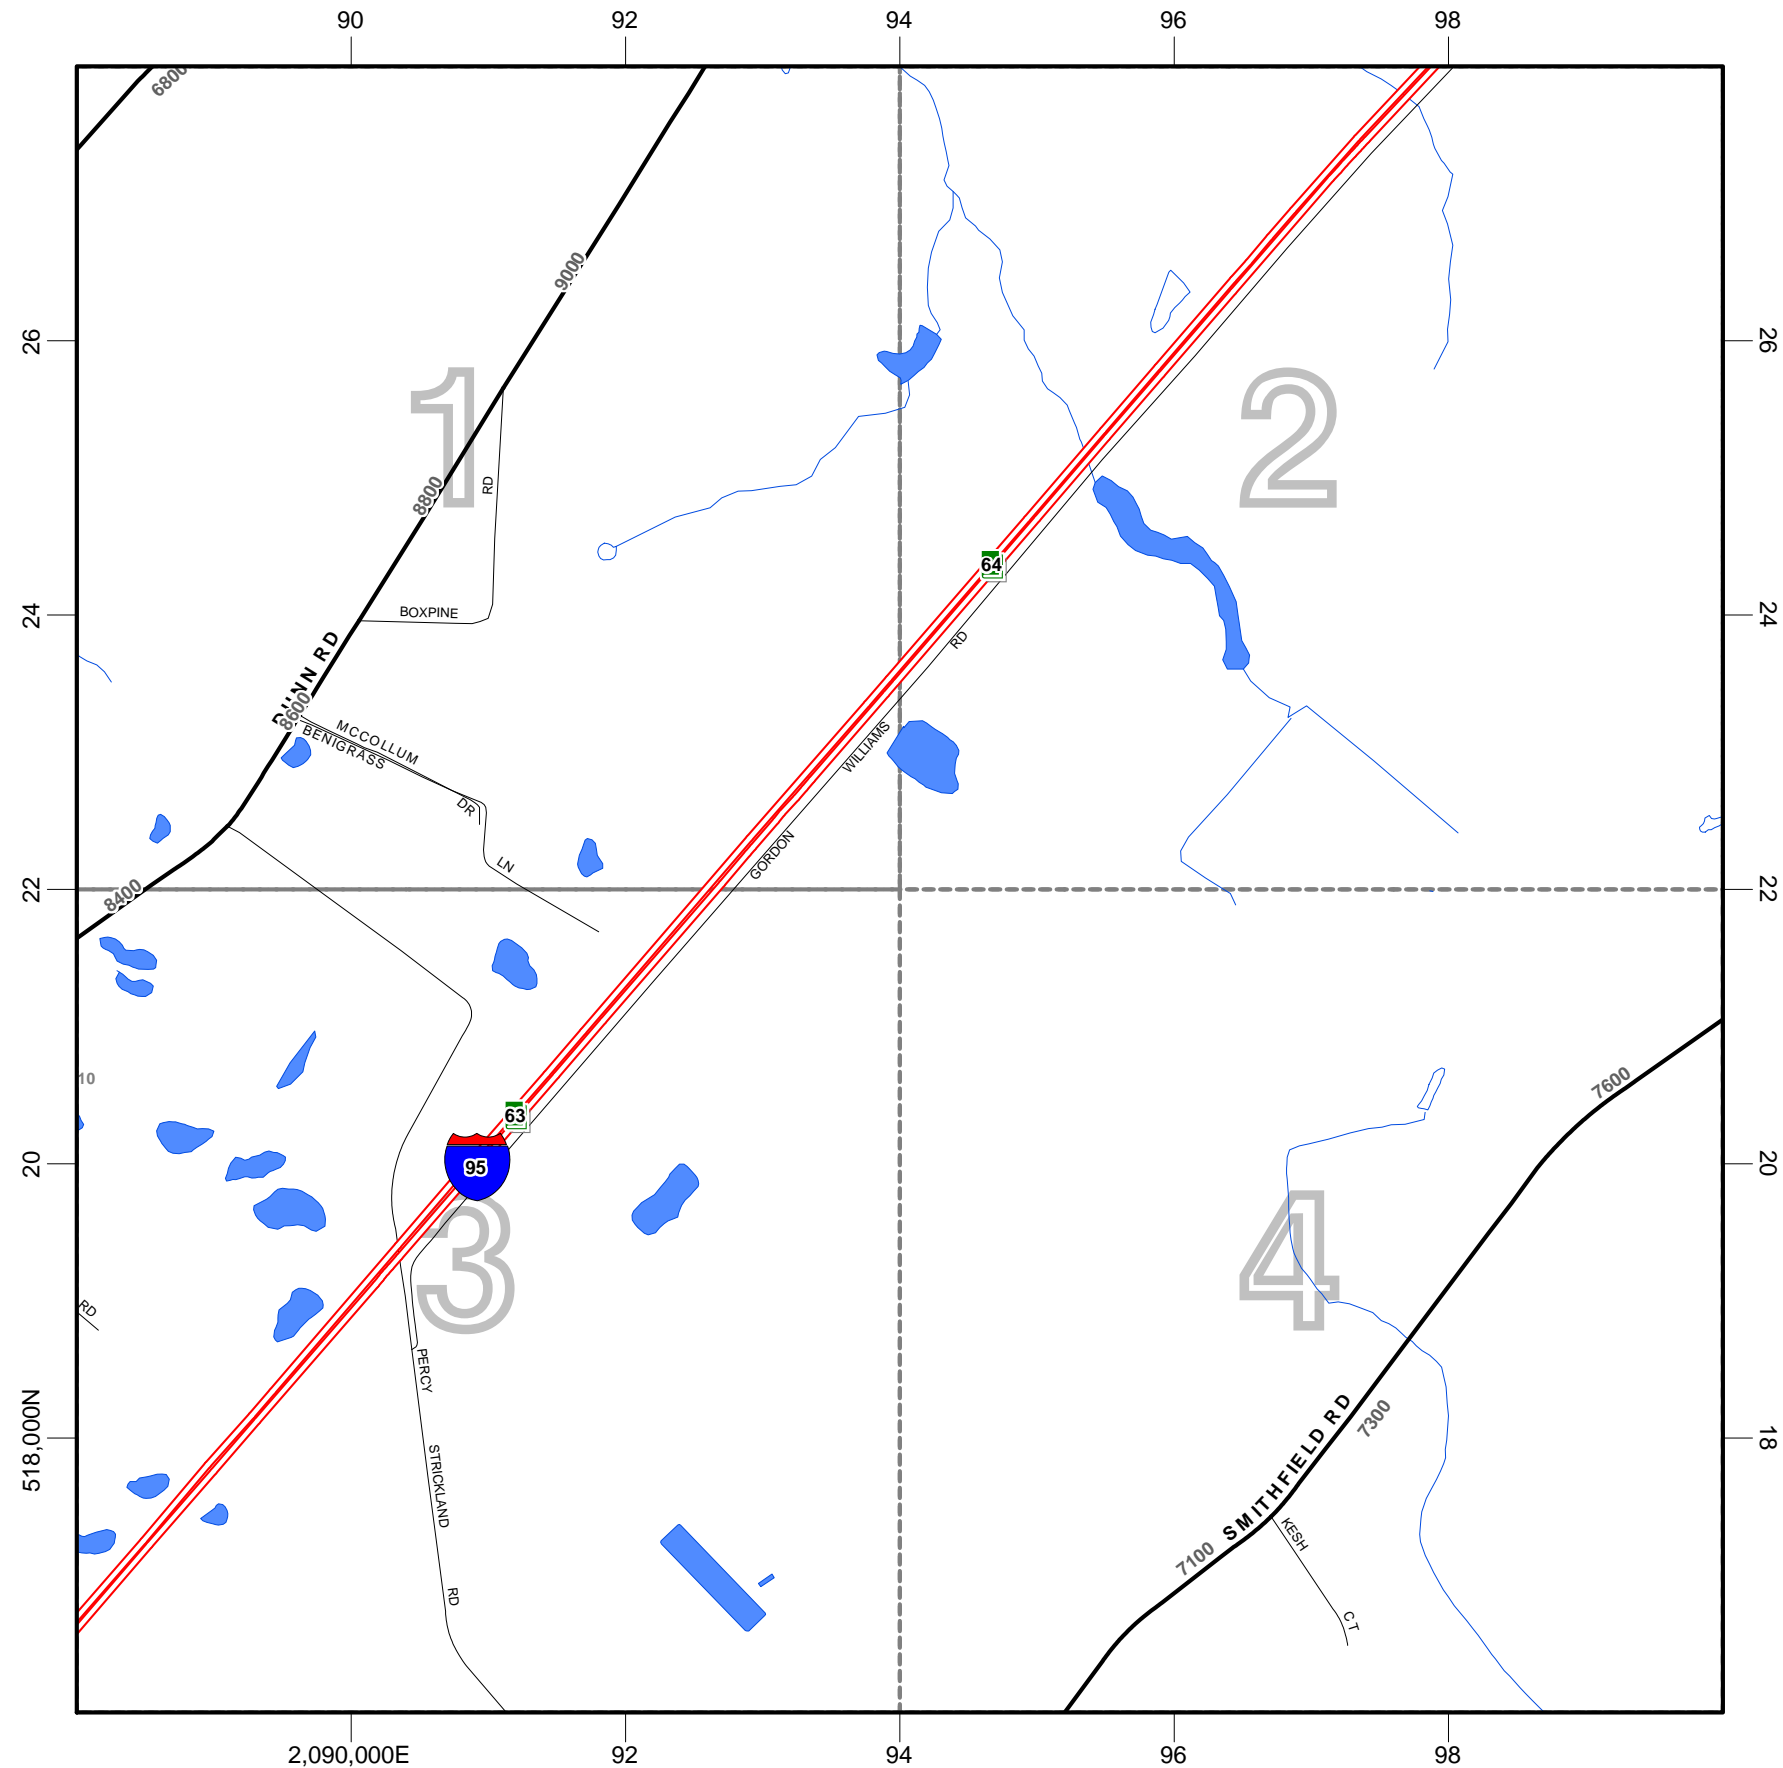 90
92
94
96
98
6800
9000
26
26
1
2
8800
RD
64
24
BOXPINE
24
DUNN RD
RD
8600
MCCOLLUM
BENIGRASS
WILLIAMS
DR
GORDON
LN
22
8400
22
10
7600
63
20
95
20
3
4
RD
PERCY
518,000N
STRICKLAND
SMITHFIELD RD
7300
18
7100
KESH
RD
CT
2,090,000E
92
94
96
98